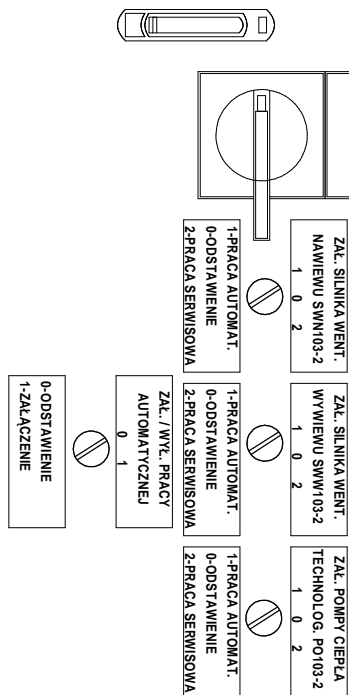 ZAŁ. SILNIKA WENT.
NAWIEWU SWN103-2
1 0 2
1-PRACA AUTOMAT.
0-ODSTAWIENIE
2-PRACA SERWISOWA
ZAŁ. SILNIKA WENT.
WYWIEWU SWW103-2
1 0 2
1-PRACA AUTOMAT.
0-ODSTAWIENIE
2-PRACA SERWISOWA
ZAŁ. POMPY CIEPŁA
TECHNOLOG. PO103-2
1 0 2
1-PRACA AUTOMAT.
0-ODSTAWIENIE
2-PRACA SERWISOWA
ZAŁ. / WYŁ. PRACY
AUTOMATYCZNEJ
0 1
0-ODSTAWIENIE
1-ZAŁĄCZENIE